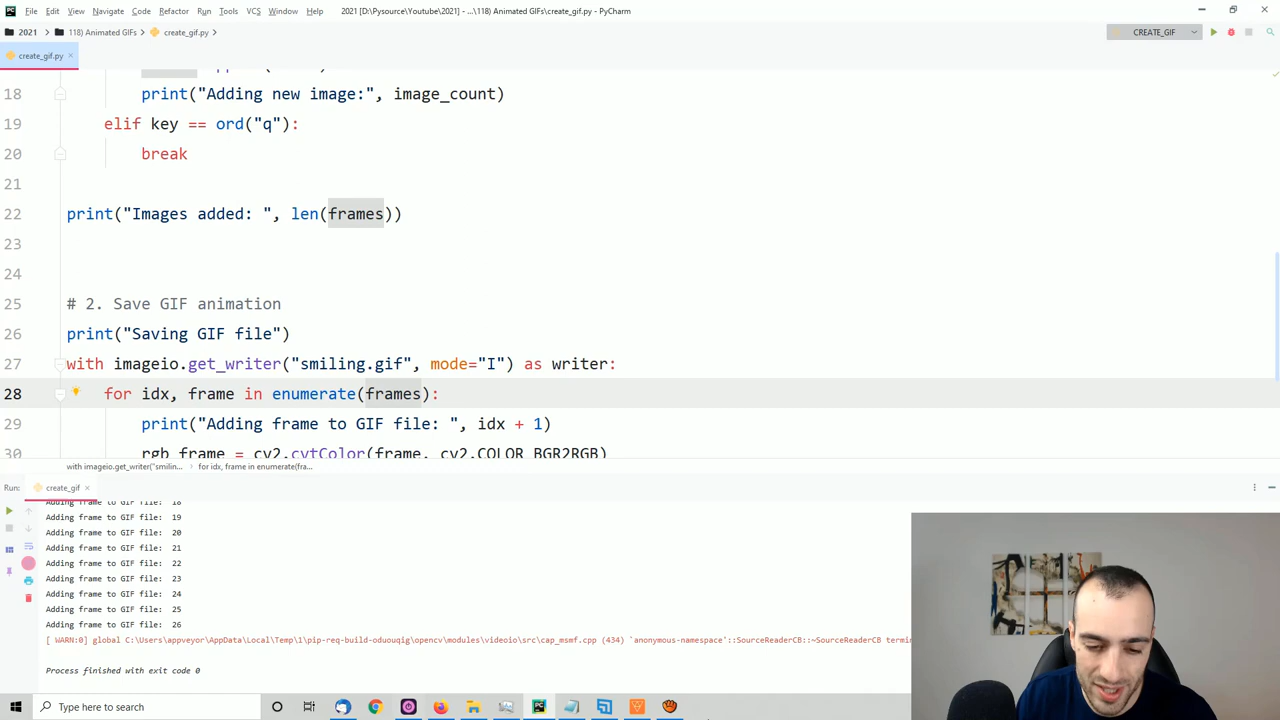 File Edit View Navigate Code Refactor Run Tools VCS Window Help 2021 [D:\Pysource\Youtube\2021] - ...\118) Animated GIFs\create_gif.py - PyCharm
2021 118) Animated GIFs create_gif.py CREATE_GIF
create_gif.py
18 print("Adding new image:", image_count)
19 elif key == ord("q"):
20 break
21
22 print("Images added: ", len(frames))
23
24
25 # 2. Save GIF animation
26 print("Saving GIF file")
27 with imageio.get_writer("smiling.gif", mode="I") as writer:
28 for idx, frame in enumerate(frames):
29 print("Adding frame to GIF file: ", idx + 1)
30 rgb_frame = cv2.cvtColor(frame, cv2.COLOR_BGR2RGB)
with imageio.get_writer("smilin... for idx, frame in enumerate(fra...
Run: create_gif
Adding frame to GIF file: 18
Adding frame to GIF file: 19
Adding frame to GIF file: 20
Adding frame to GIF file: 21
Adding frame to GIF file: 22
Adding frame to GIF file: 23
Adding frame to GIF file: 24
Adding frame to GIF file: 25
Adding frame to GIF file: 26
[ WARN:0] global C:\Users\appveyor\AppData\Local\Temp\1\pip-req-build-oduouqig\opencv\modules\videoio\src\cap_msmf.cpp (434) `anonymous-namespace'::SourceReaderCB::~SourceReaderCB termi
Process finished with exit code 0
Type here to search